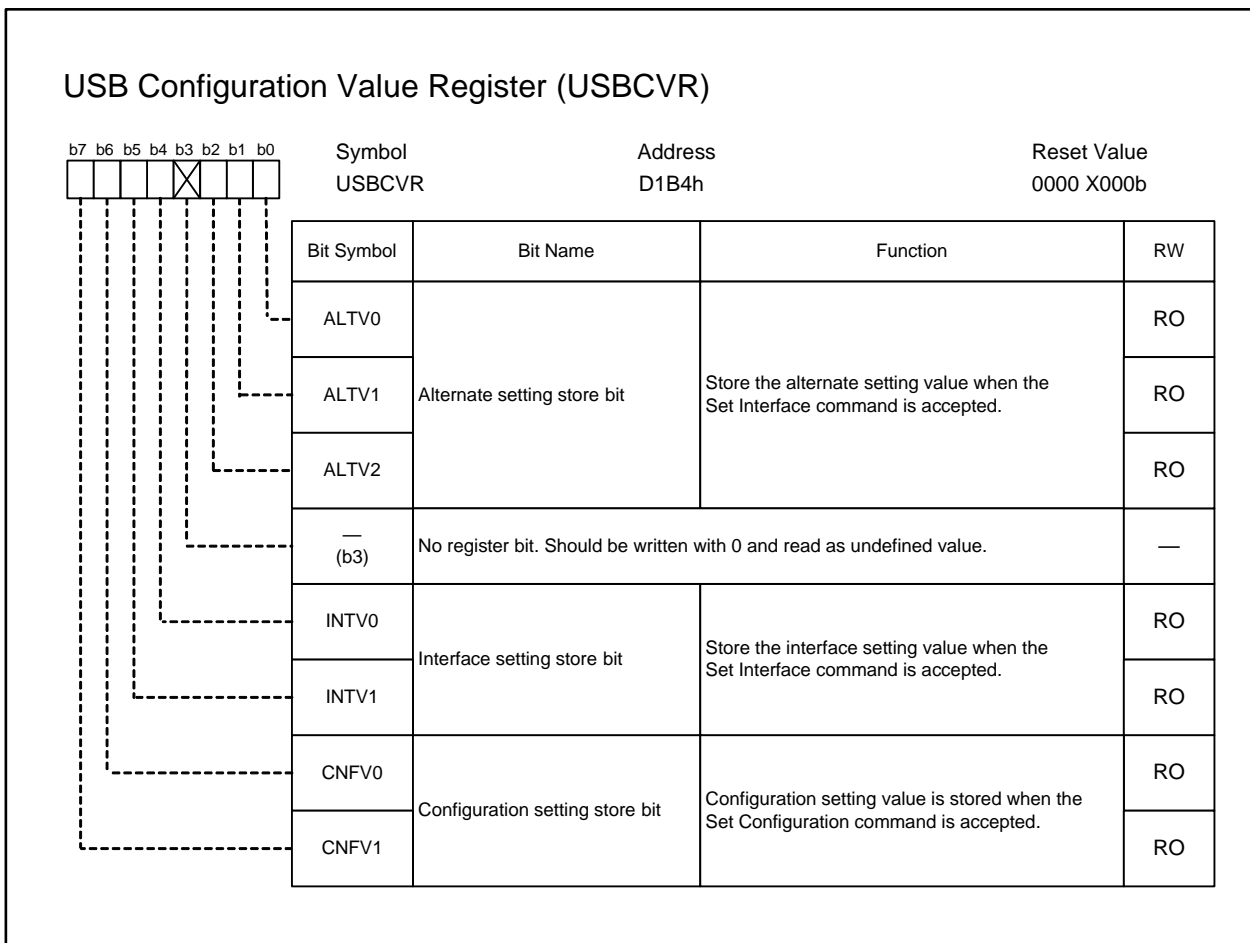 USB Configuration Value Register (USBCVR)
b7 b6 b5 b4 b3 b2 b1 b0
Symbol Address Reset Value
USBCVR D1B4h 0000 X000b
Bit Symbol Bit Name Function RW
ALTV0 RO
ALTV1 Alternate setting store bit Store the alternate setting value when the
Set Interface command is accepted. RO
ALTV2 RO
—
(b3) No register bit. Should be written with 0 and read as undefined value. —
INTV0 RO
Interface setting store bit Store the interface setting value when the
Set Interface command is accepted.
INTV1 RO
CNFV0 RO
Configuration setting store bit Configuration setting value is stored when the
Set Configuration command is accepted.
CNFV1 RO